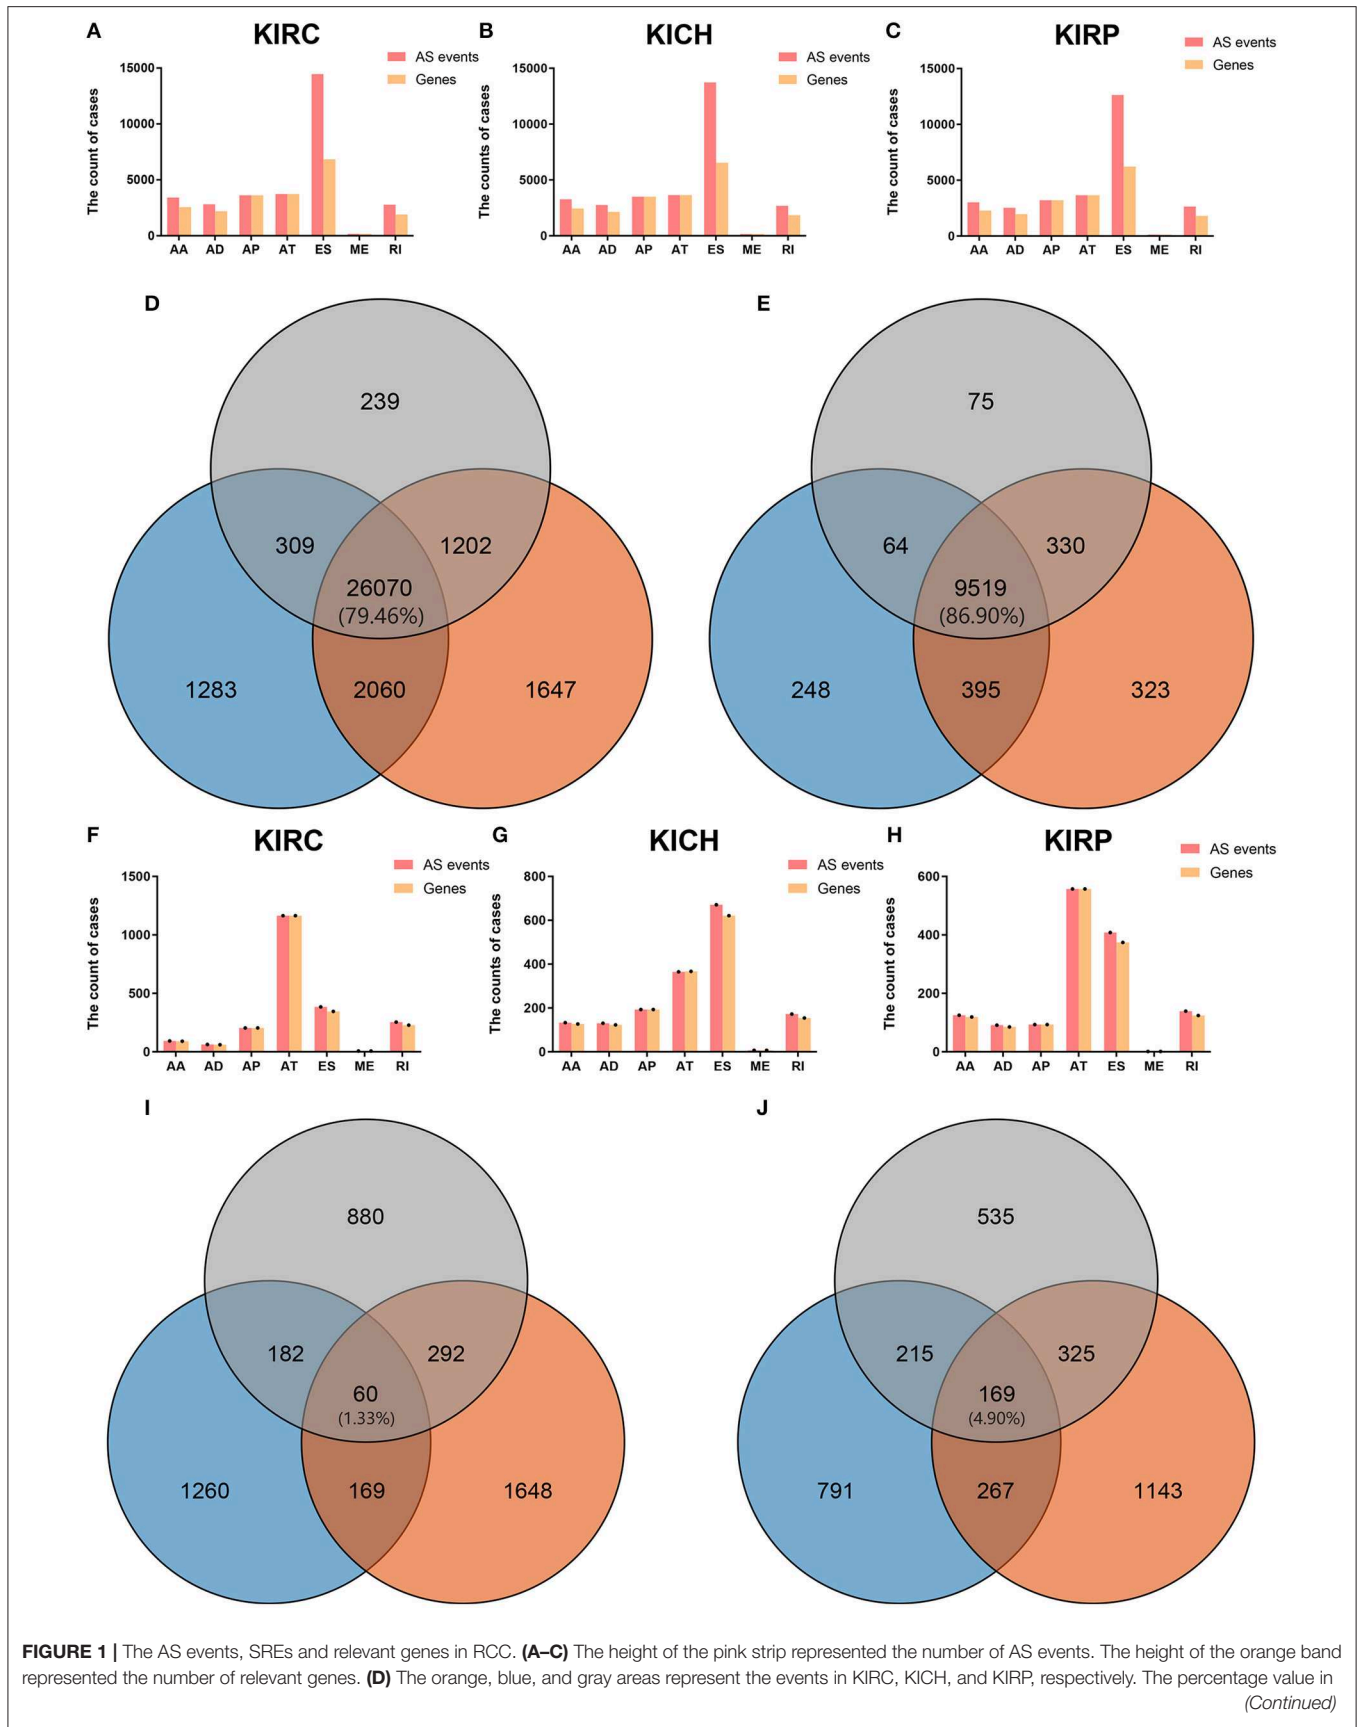 A KIRC
AS events
Genes
The count of cases
15000
10000
5000
0
AA AD AP AT ES ME RI
B KICH
AS events
Genes
The counts of cases
15000
10000
5000
0
AA AD AP AT ES ME RI
C KIRP
AS events
Genes
The count of cases
15000
10000
5000
0
AA AD AP AT ES ME RI
D
239
309 1202
26070
(79.46%)
1283 2060 1647
E
75
64 330
9519
(86.90%)
248 395 323
F KIRC
AS events
Genes
The count of cases
1500
1000
500
0
AA AD AP AT ES ME RI
G KICH
AS events
Genes
The counts of cases
800
600
400
200
0
AA AD AP AT ES ME RI
H KIRP
AS events
Genes
The count of cases
600
400
200
0
AA AD AP AT ES ME RI
I
880
182 292
60
(1.33%)
1260 169 1648
J
535
215 325
169
(4.90%)
791 267 1143
FIGURE 1 | The AS events, SREs and relevant genes in RCC. (A–C) The height of the pink strip represented the number of AS events. The height of the orange band
represented the number of relevant genes. (D) The orange, blue, and gray areas represent the events in KIRC, KICH, and KIRP, respectively. The percentage value in
(Continued)